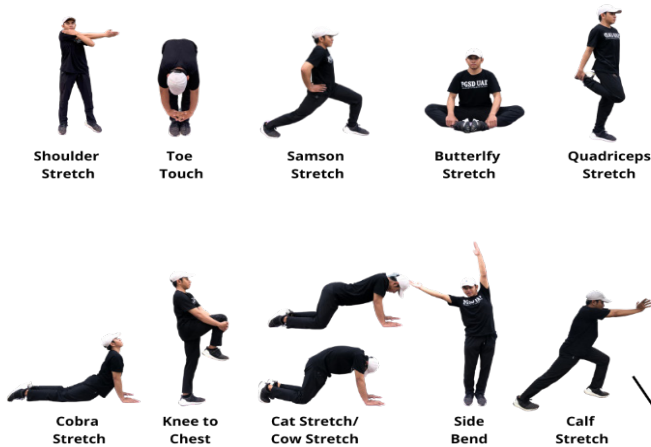 Shoulder
Stretch
Toe
Touch
Samson
Stretch
Butterlfy
Stretch
Quadriceps
Stretch
Cobra
Stretch
Knee to
Chest
Cat Stretch/
Cow Stretch
Side
Bend
Calf
Stretch